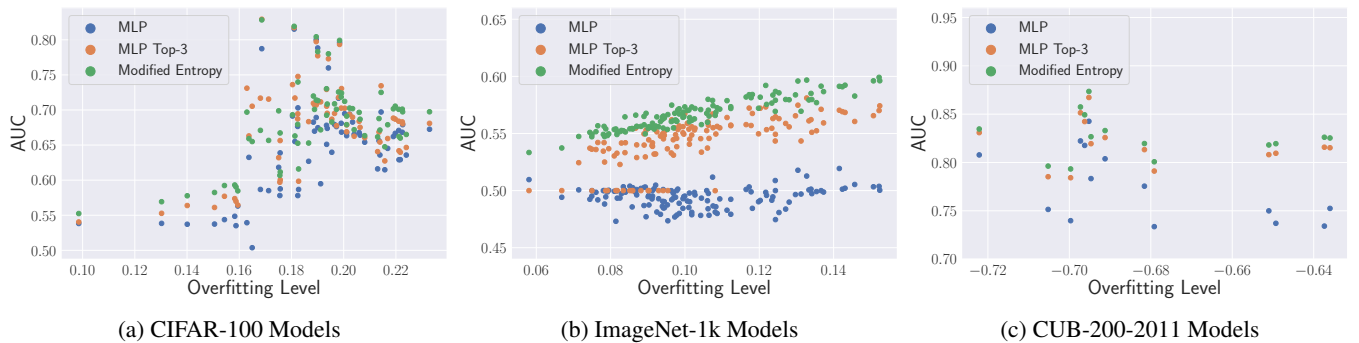 MLP
MLP Top-3
Modified Entropy
AUC
0.80
0.75
0.70
0.65
0.60
0.55
0.50
0.10 0.12 0.14 0.16 0.18 0.20 0.22
Overfitting Level
(a) CIFAR-100 Models
MLP
MLP Top-3
Modified Entropy
AUC
0.65
0.60
0.55
0.50
0.45
0.06 0.08 0.10 0.12 0.14
Overfitting Level
(b) ImageNet-1k Models
MLP
MLP Top-3
Modified Entropy
AUC
0.95
0.90
0.85
0.80
0.75
0.70
−0.72 −0.70 −0.68 −0.66 −0.64
Overfitting Level
(c) CUB-200-2011 Models